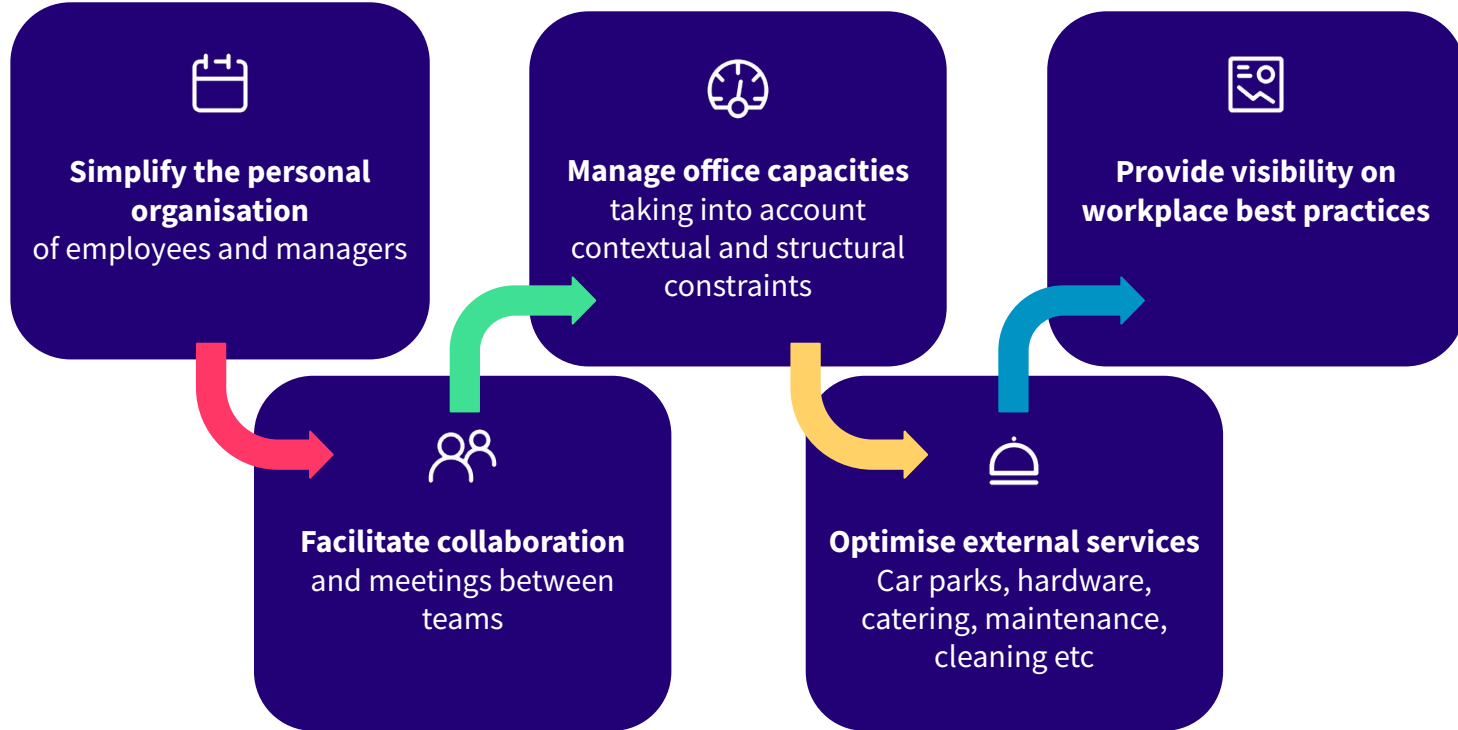 Simplify the personal
organisation
of employees and managers
Facilitate collaboration
and meetings between
teams
Manage office capacities
taking into account
contextual and structural
constraints
Optimise external services
Car parks, hardware,
catering, maintenance,
cleaning etc
Provide visibility on
workplace best practices